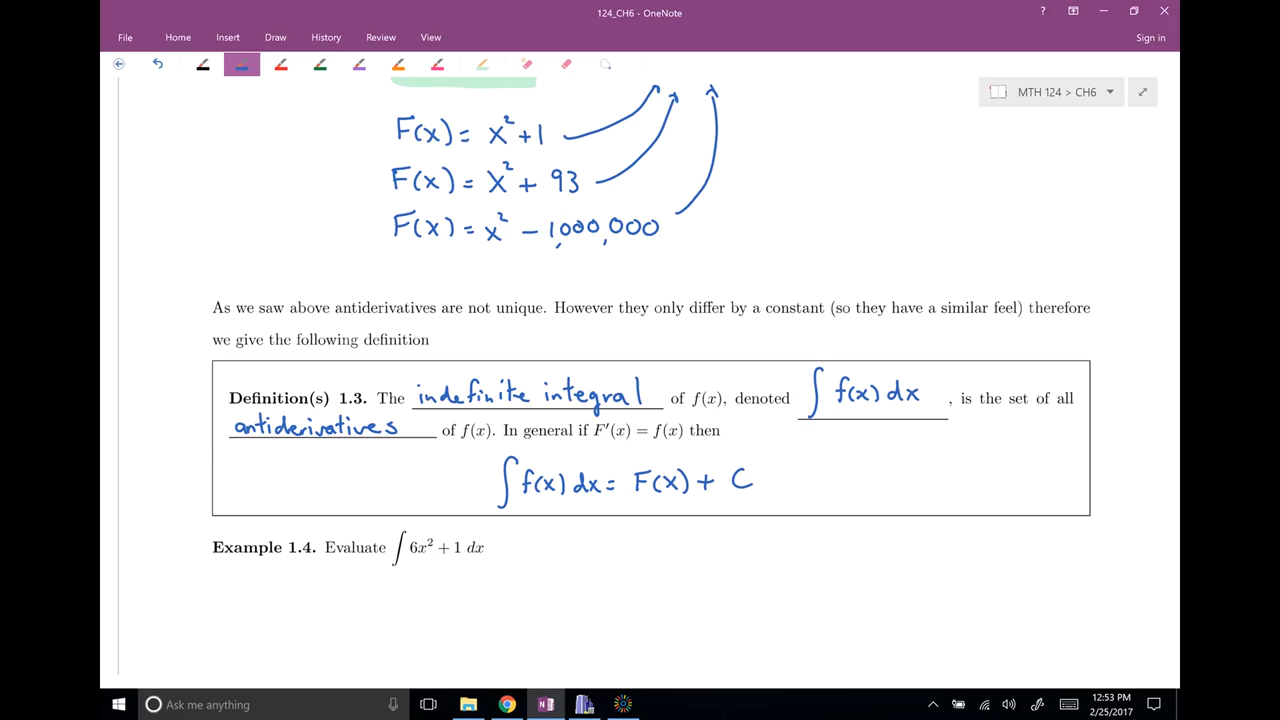 124_CH6 - OneNote
File Home Insert Draw History Review View Sign in
MTH 124 > CH6
F(x) = x² + 1
F(x) = x² + 93
F(x) = x² - 1,000,000
As we saw above antiderivatives are not unique. However they only differ by a constant (so they have a similar feel) therefore
we give the following definition
Definition(s) 1.3. The indefinite integral of f(x), denoted ∫ f(x) dx, is the set of all
antiderivatives of f(x). In general if F′(x) = f(x) then
∫ f(x) dx = F(x) + C
Example 1.4. Evaluate ∫ 6x² + 1 dx
Ask me anything
12:53 PM
2/25/2017